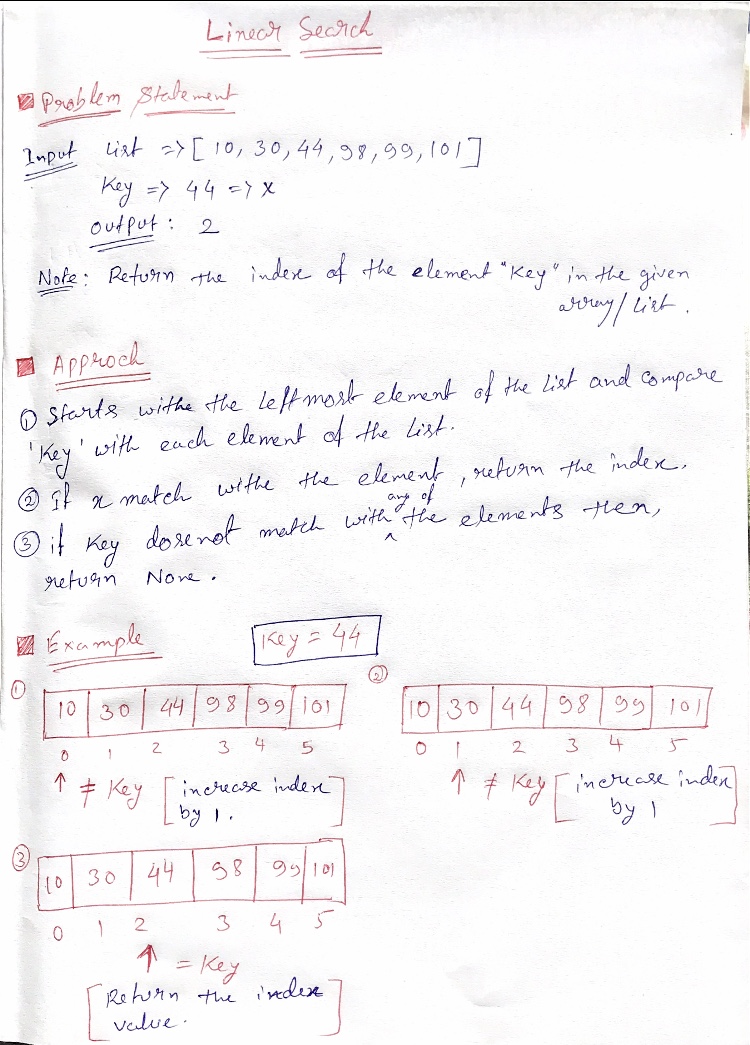 Linear Search
Problem Statement
Input List => [10, 30, 44, 98, 99, 101]
Key => 44 => x
Output: 2
Note: Return the index of the element "Key" in the given
array/list.
Approch
① Starts withe the left most element of the list and compare
'Key' with each element of the list.
② If x match withe the element, return the index.
③ if Key dose not match with any of the elements then,
return None.
Example Key = 44
① 10 30 44 98 99 101
0 1 2 3 4 5
↑ ≠ Key [increase index
by 1.]
② 10 30 44 98 99 101
0 1 2 3 4 5
↑ ≠ Key [increase index
by 1]
③ 10 30 44 98 99 101
0 1 2 3 4 5
↑ = Key
[Return the index
value.]